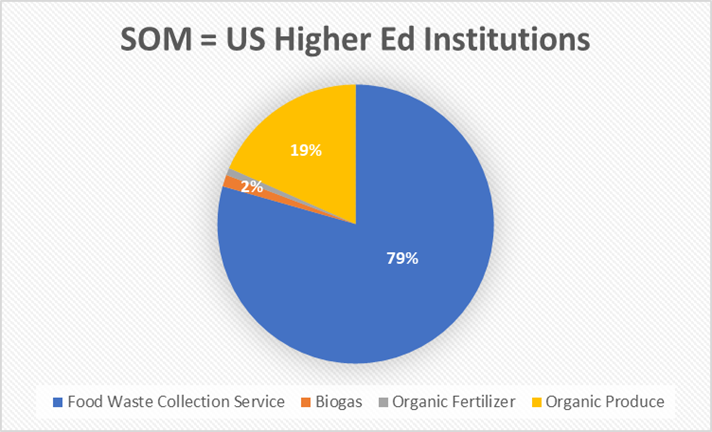 SOM = US Higher Ed Institutions
19%
2%
79%
Food Waste Collection Service Biogas Organic Fertilizer Organic Produce